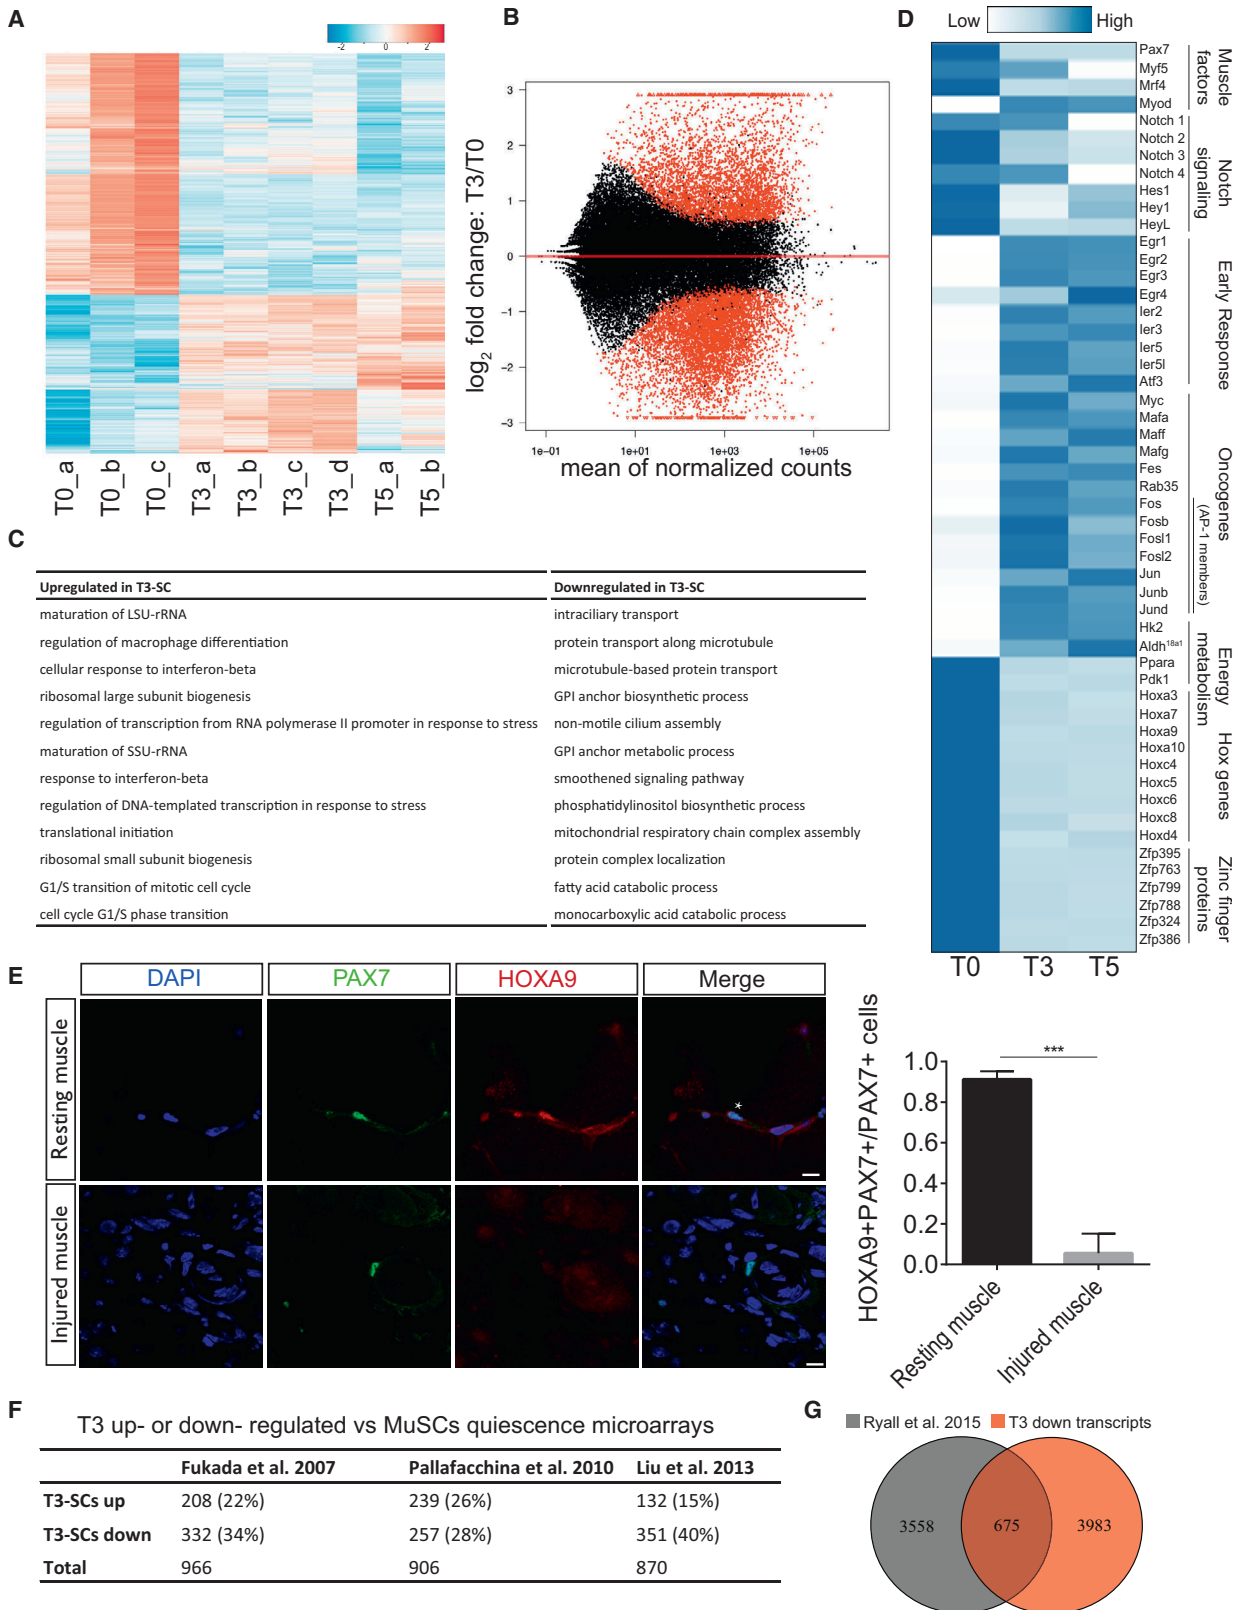 A
-2 0 2
T0_a T0_b T0_c T3_a T3_b T3_c T3_d T5_a T5_b
B
log2 fold change: T3/T0
3
2
1
0
−1
−2
−3
1e-01 1e+01 1e+03 1e+05
mean of normalized counts
C
Upregulated in T3-SC Downregulated in T3-SC
maturation of LSU-rRNA intraciliary transport
regulation of macrophage differentiation protein transport along microtubule
cellular response to interferon-beta microtubule-based protein transport
ribosomal large subunit biogenesis GPI anchor biosynthetic process
regulation of transcription from RNA polymerase II promoter in response to stress non-motile cilium assembly
maturation of SSU-rRNA GPI anchor metabolic process
response to interferon-beta smoothened signaling pathway
regulation of DNA-templated transcription in response to stress phosphatidylinositol biosynthetic process
translational initiation mitochondrial respiratory chain complex assembly
ribosomal small subunit biogenesis protein complex localization
G1/S transition of mitotic cell cycle fatty acid catabolic process
cell cycle G1/S phase transition monocarboxylic acid catabolic process
D
Low High
Pax7
Myf5
Mrf4
Myod
Notch 1
Notch 2
Notch 3
Notch 4
Hes1
Hey1
HeyL
Egr1
Egr2
Egr3
Egr4
Ier2
Ier3
Ier5
Ier5l
Atf3
Myc
Mafa
Maff
Mafg
Fes
Rab35
Fos
Fosb
Fosl1
Fosl2
Jun
Junb
Jund
Hk2
Aldh18a1
Ppara
Pdk1
Hoxa3
Hoxa7
Hoxa9
Hoxa10
Hoxc4
Hoxc5
Hoxc6
Hoxc8
Hoxd4
Zfp395
Zfp763
Zfp799
Zfp788
Zfp324
Zfp386
Muscle
factors
Notch
signaling
Early Response
Oncogenes
(AP-1 members)
Energy
metabolism
Hox genes
Zinc finger
proteins
T0 T3 T5
E
DAPI PAX7 HOXA9 Merge
Resting muscle
*
Injured muscle
HOXA9+PAX7+/PAX7+ cells
***
1.0
0.8
0.6
0.4
0.2
0.0
Resting muscle
Injured muscle
F
T3 up- or down- regulated vs MuSCs quiescence microarrays
Fukada et al. 2007 Pallafacchina et al. 2010 Liu et al. 2013
T3-SCs up 208 (22%) 239 (26%) 132 (15%)
T3-SCs down 332 (34%) 257 (28%) 351 (40%)
Total 966 906 870
G
Ryall et al. 2015 T3 down transcripts
3558 675 3983